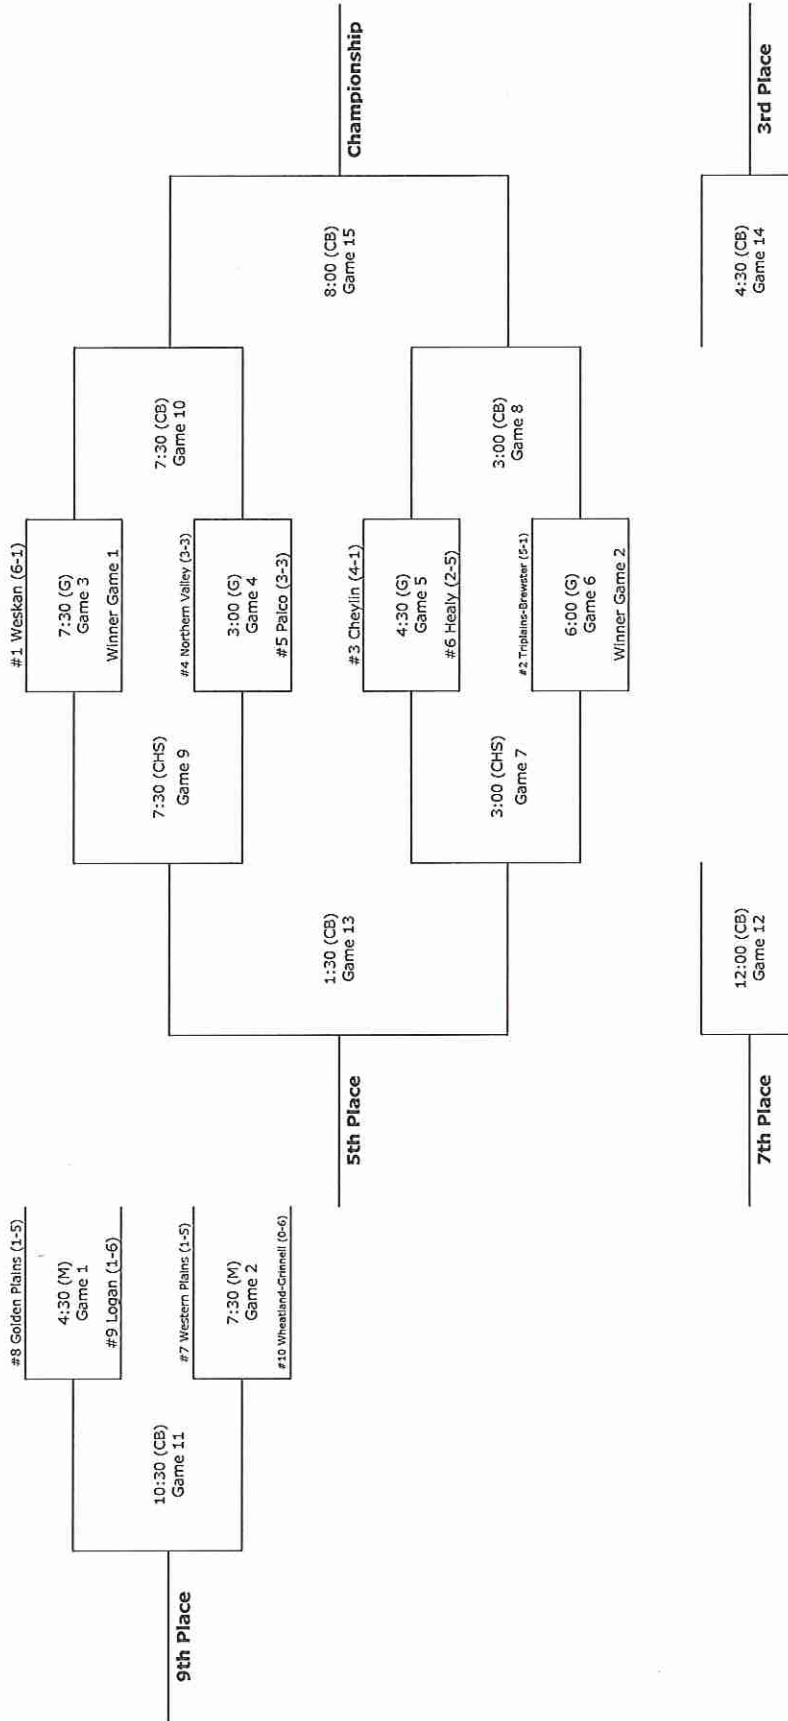 #8 Golden Plains (1-5)
4:30 (M)
Game 1
#9 Logan (1-6)
#7 Western Plains (1-5)
7:30 (M)
Game 2
#10 Wheatland-Grinnell (0-6)
10:30 (CB)
Game 11
9th Place
#1 Weskan (6-1)
7:30 (G)
Game 3
Winner Game 1
#4 Northern Valley (3-3)
3:00 (G)
Game 4
#5 Palco (3-3)
#3 Cheylin (4-1)
4:30 (G)
Game 5
#6 Healy (2-5)
#2 Triplains-Brewster (5-1)
6:00 (G)
Game 6
Winner Game 2
7:30 (CHS)
Game 9
3:00 (CHS)
Game 7
1:30 (CB)
Game 13
5th Place
7:30 (CB)
Game 10
3:00 (CB)
Game 8
8:00 (CB)
Game 15
Championship
12:00 (CB)
Game 12
7th Place
4:30 (CB)
Game 14
3rd Place